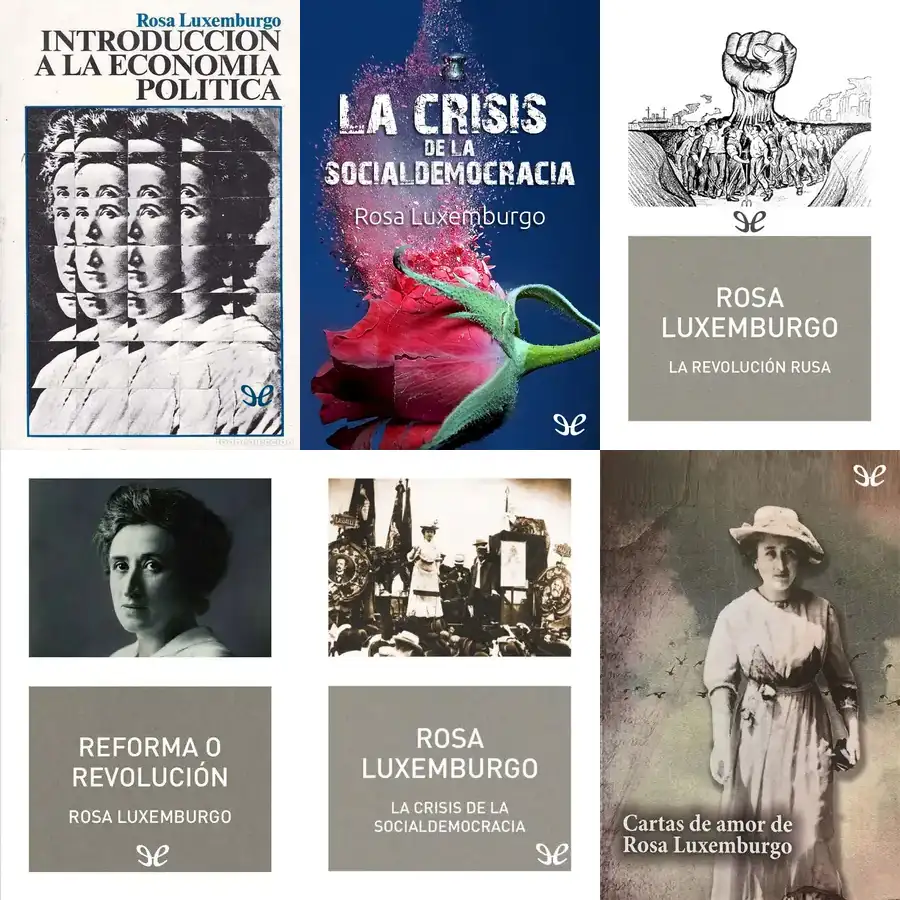 Rosa Luxemburgo
INTRODUCCION
A LA ECONOMIA
POLITICA
LA CRISIS
DE LA
SOCIALDEMOCRACIA
Rosa Luxemburgo
ROSA
LUXEMBURGO
LA REVOLUCIÓN RUSA
REFORMA O
REVOLUCIÓN
ROSA LUXEMBURGO
ROSA
LUXEMBURGO
LA CRISIS DE LA
SOCIALDEMOCRACIA
Cartas de amor de
Rosa Luxemburgo